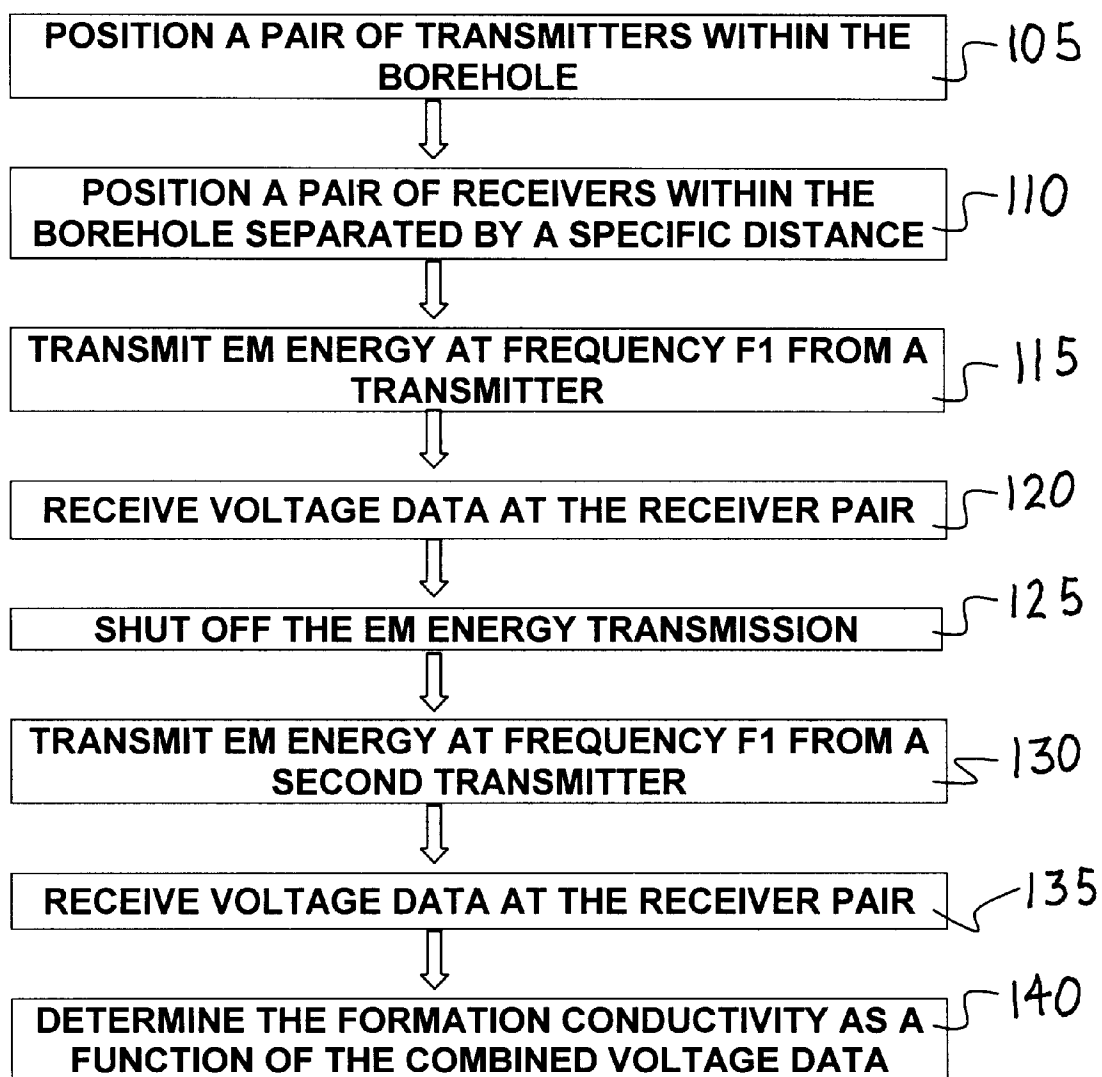 POSITION A PAIR OF TRANSMITTERS WITHIN THE
BOREHOLE
105
POSITION A PAIR OF RECEIVERS WITHIN THE
BOREHOLE SEPARATED BY A SPECIFIC DISTANCE
110
TRANSMIT EM ENERGY AT FREQUENCY F1 FROM A
TRANSMITTER
115
RECEIVE VOLTAGE DATA AT THE RECEIVER PAIR
120
SHUT OFF THE EM ENERGY TRANSMISSION
125
TRANSMIT EM ENERGY AT FREQUENCY F1 FROM A
SECOND TRANSMITTER
130
RECEIVE VOLTAGE DATA AT THE RECEIVER PAIR
135
DETERMINE THE FORMATION CONDUCTIVITY AS A
FUNCTION OF THE COMBINED VOLTAGE DATA
140